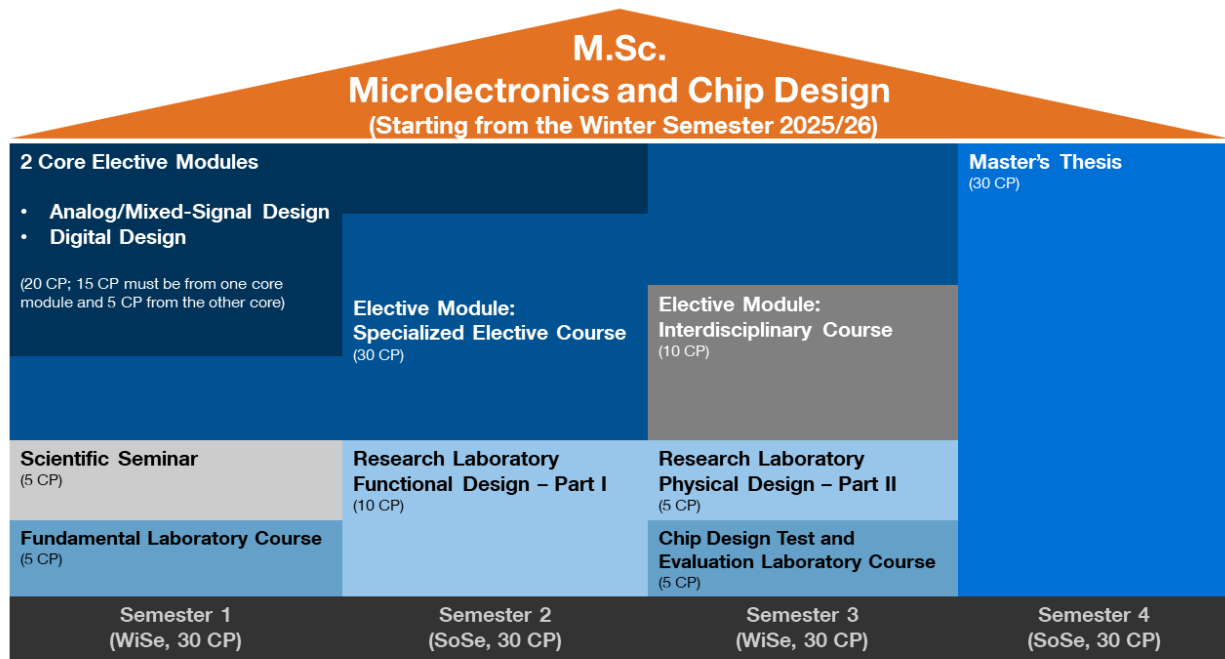 M.Sc.
Microlectronics and Chip Design
(Starting from the Winter Semester 2025/26)
2 Core Elective Modules
• Analog/Mixed-Signal Design
• Digital Design
(20 CP; 15 CP must be from one core
module and 5 CP from the other core)
Elective Module:
Specialized Elective Course
(30 CP)
Elective Module:
Interdisciplinary Course
(10 CP)
Master's Thesis
(30 CP)
Scientific Seminar
(5 CP)
Fundamental Laboratory Course
(5 CP)
Research Laboratory
Functional Design – Part I
(10 CP)
Research Laboratory
Physical Design – Part II
(5 CP)
Chip Design Test and
Evaluation Laboratory Course
(5 CP)
Semester 1
(WiSe, 30 CP)
Semester 2
(SoSe, 30 CP)
Semester 3
(WiSe, 30 CP)
Semester 4
(SoSe, 30 CP)